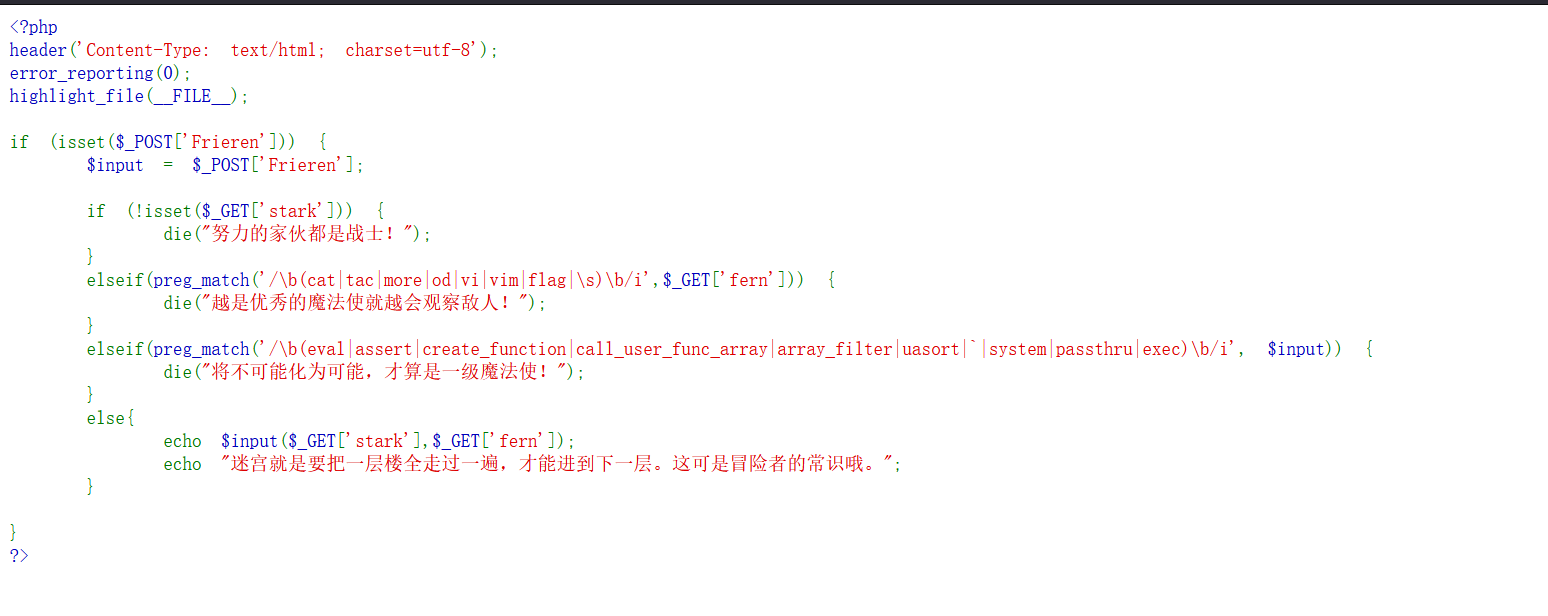 <?php
header('Content-Type:  text/html;  charset=utf-8');
error_reporting(0);
highlight_file(__FILE__);
if  (isset($_POST['Frieren']))  {
        $input  =  $_POST['Frieren'];
        if  (!isset($_GET['stark']))  {
                die("努力的家伙都是战士！");
        }
        elseif(preg_match('/\b(cat|tac|more|od|vi|vim|flag|\s)\b/i',$_GET['fern']))  {
                die("越是优秀的魔法使就越会观察敌人！");
        }
        elseif(preg_match('/\b(eval|assert|create_function|call_user_func_array|array_filter|uasort|`|system|passthru|exec)\b/i',  $input))  {
                die("将不可能化为可能，才算是一级魔法使！");
        }
        else{
                echo  $input($_GET['stark'],$_GET['fern']);
                echo  "迷宫就是要把一层楼全走过一遍，才能进到下一层。这可是冒险者的常识哦。";
        }
}
?>